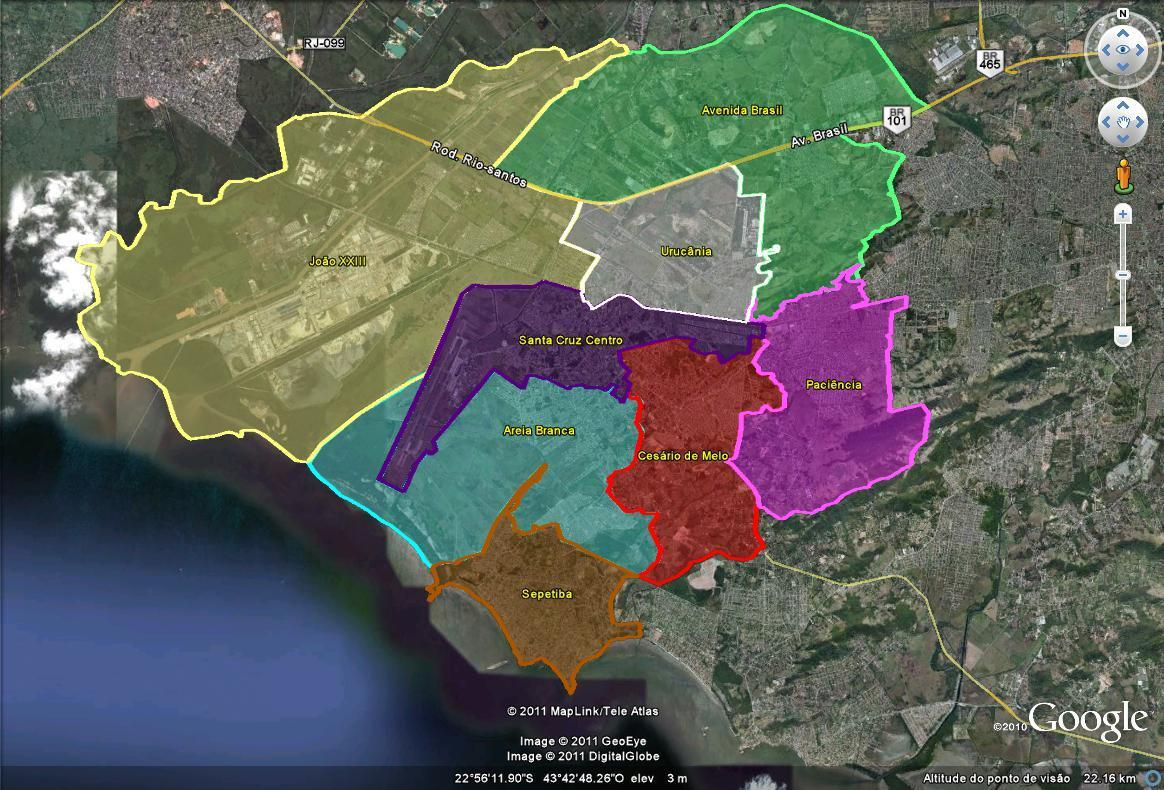 N
RJ-099
BR
465
Avenida Brasil
BR
101
Av. Brasil
Rod. Rio-santos
Urucânia
João XXIII
Santa Cruz Centro
Paciência
Areia Branca
Cesário de Melo
Sepetiba
© 2011 MapLink/Tele Atlas
©2010 Google
Image © 2011 GeoEye
Image © 2011 DigitalGlobe
22°56'11.90"S 43°42'48.26"O elev 3 m
Altitude do ponto de visão 22.16 km